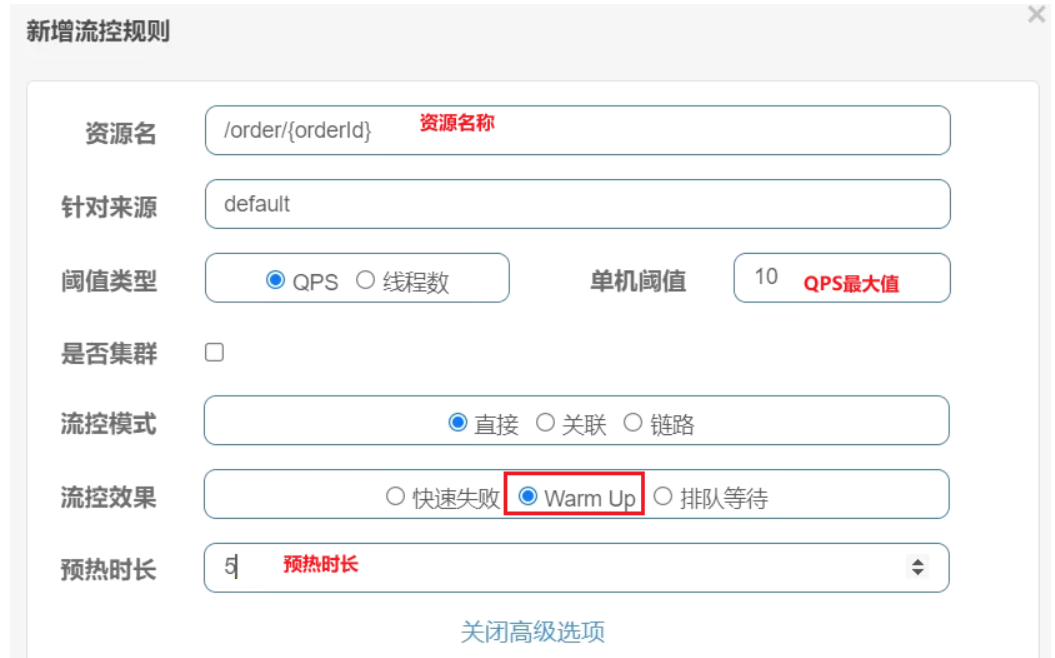 新增流控规则
×
资源名 /order/{orderId} 资源名称
针对来源 default
阈值类型 QPS 线程数 单机阈值 10 QPS最大值
是否集群
流控模式 直接 关联 链路
流控效果 快速失败 Warm Up 排队等待
预热时长 5 预热时长
关闭高级选项